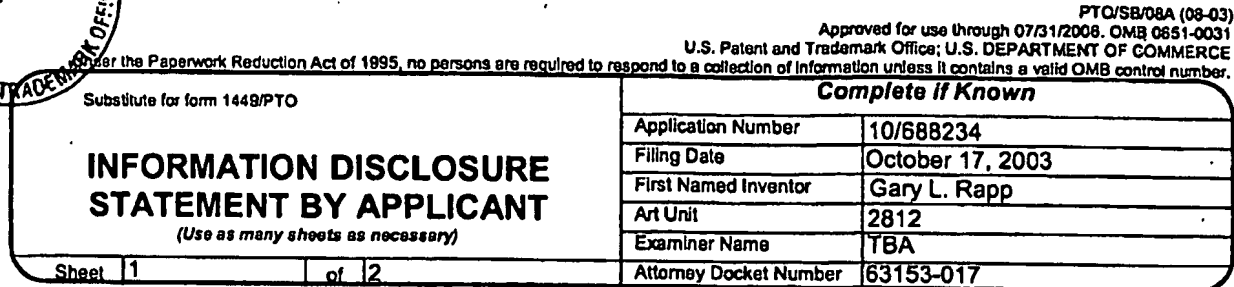 PTO/SB/08A (08-03)
Approved for use through 07/31/2006. OMB 0651-0031
U.S. Patent and Trademark Office; U.S. DEPARTMENT OF COMMERCE
the Paperwork Reduction Act of 1995, no persons are required to respond to a collection of information unless it contains a valid OMB control number.
Substitute for form 1449/PTO
INFORMATION DISCLOSURE
STATEMENT BY APPLICANT
(Use as many sheets as necessary)
Sheet 1 of 2
Complete if Known
Application Number 10/688234
Filing Date October 17, 2003
First Named Inventor Gary L. Rapp
Art Unit 2812
Examiner Name TBA
Attorney Docket Number 63153-017